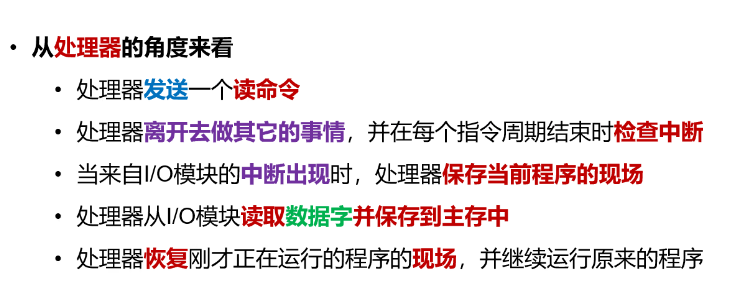 • 从处理器的角度来看
• 处理器发送一个读命令
• 处理器离开去做其它的事情，并在每个指令周期结束时检查中断
• 当来自I/O模块的中断出现时，处理器保存当前程序的现场
• 处理器从I/O模块读取数据字并保存到主存中
• 处理器恢复刚才正在运行的程序的现场，并继续运行原来的程序